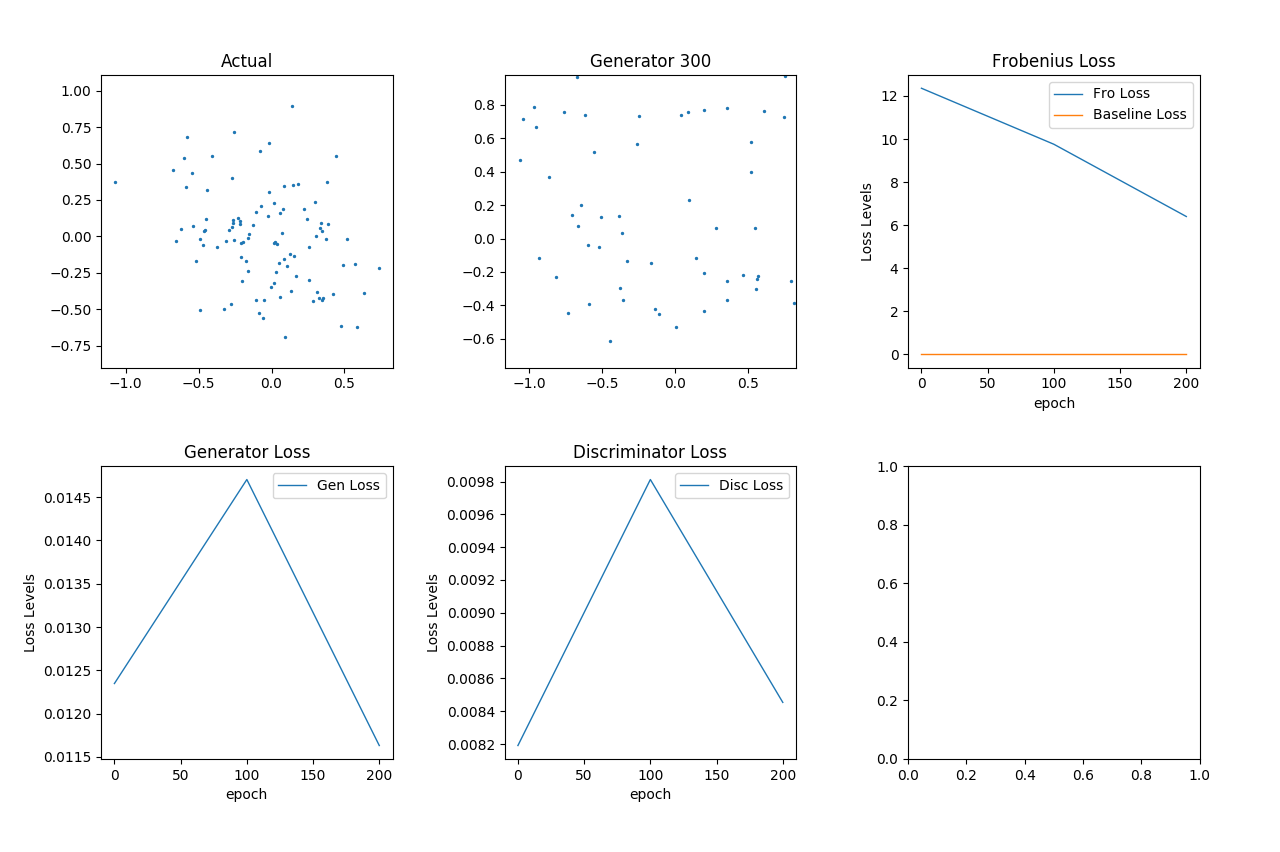 Actual
1.00
0.75
0.50
0.25
0.00
−0.25
−0.50
−0.75
−1.0 −0.5 0.0 0.5
Generator 300
0.8
0.6
0.4
0.2
0.0
−0.2
−0.4
−0.6
−1.0 −0.5 0.0 0.5
Frobenius Loss
Fro Loss
Baseline Loss
Loss Levels
12
10
8
6
4
2
0
0 50 100 150 200
epoch
Generator Loss
Gen Loss
Loss Levels
0.0145
0.0140
0.0135
0.0130
0.0125
0.0120
0.0115
0 50 100 150 200
epoch
Discriminator Loss
Disc Loss
Loss Levels
0.0098
0.0096
0.0094
0.0092
0.0090
0.0088
0.0086
0.0084
0.0082
0 50 100 150 200
epoch
1.0
0.8
0.6
0.4
0.2
0.0
0.0 0.2 0.4 0.6 0.8 1.0